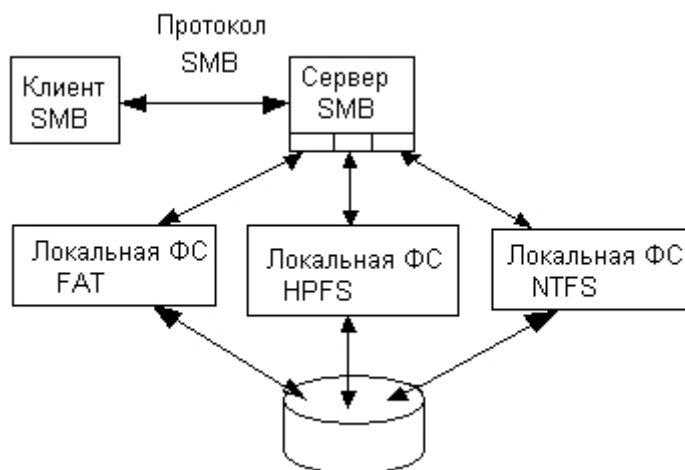 Протокол
SMB
Клиент
SMB
Сервер
SMB
Локальная ФС
FAT
Локальная ФС
HPFS
Локальная ФС
NTFS